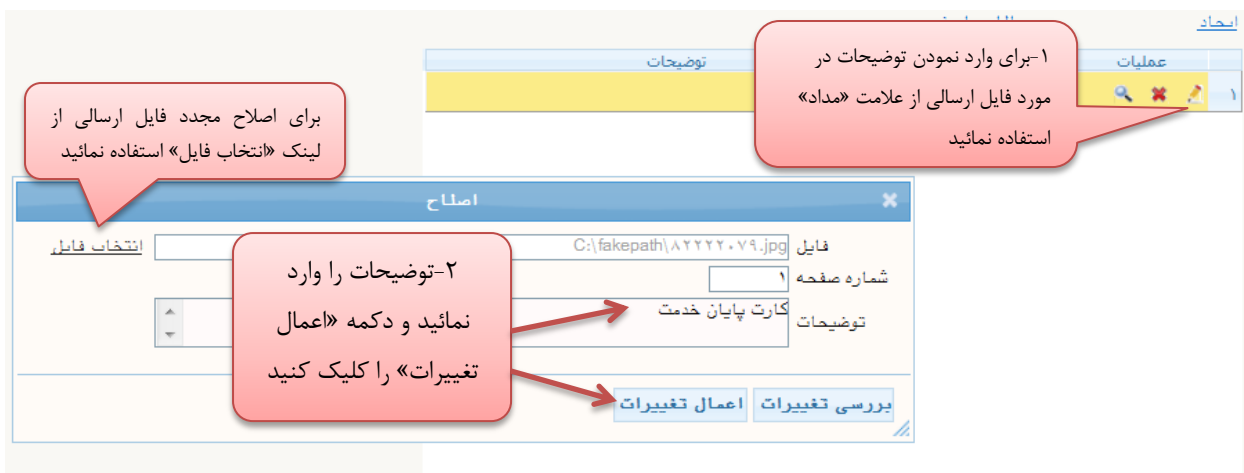 ایجاد
عملیات
توضیحات
۱
۱-برای وارد نمودن توضیحات در
مورد فایل ارسالی از علامت «مداد»
استفاده نمائید
برای اصلاح مجدد فایل ارسالی از
لینک «انتخاب فایل» استفاده نمائید
اصلاح
فایل
C:\fakepath\۸۲۲۲۲۰۷۹.jpg
انتخاب فایل
شماره صفحه
۱
توضیحات
کارت پایان خدمت
۲-توضیحات را وارد
نمائید و دکمه «اعمال
تغییرات» را کلیک کنید
بررسی تغییرات
اعمال تغییرات